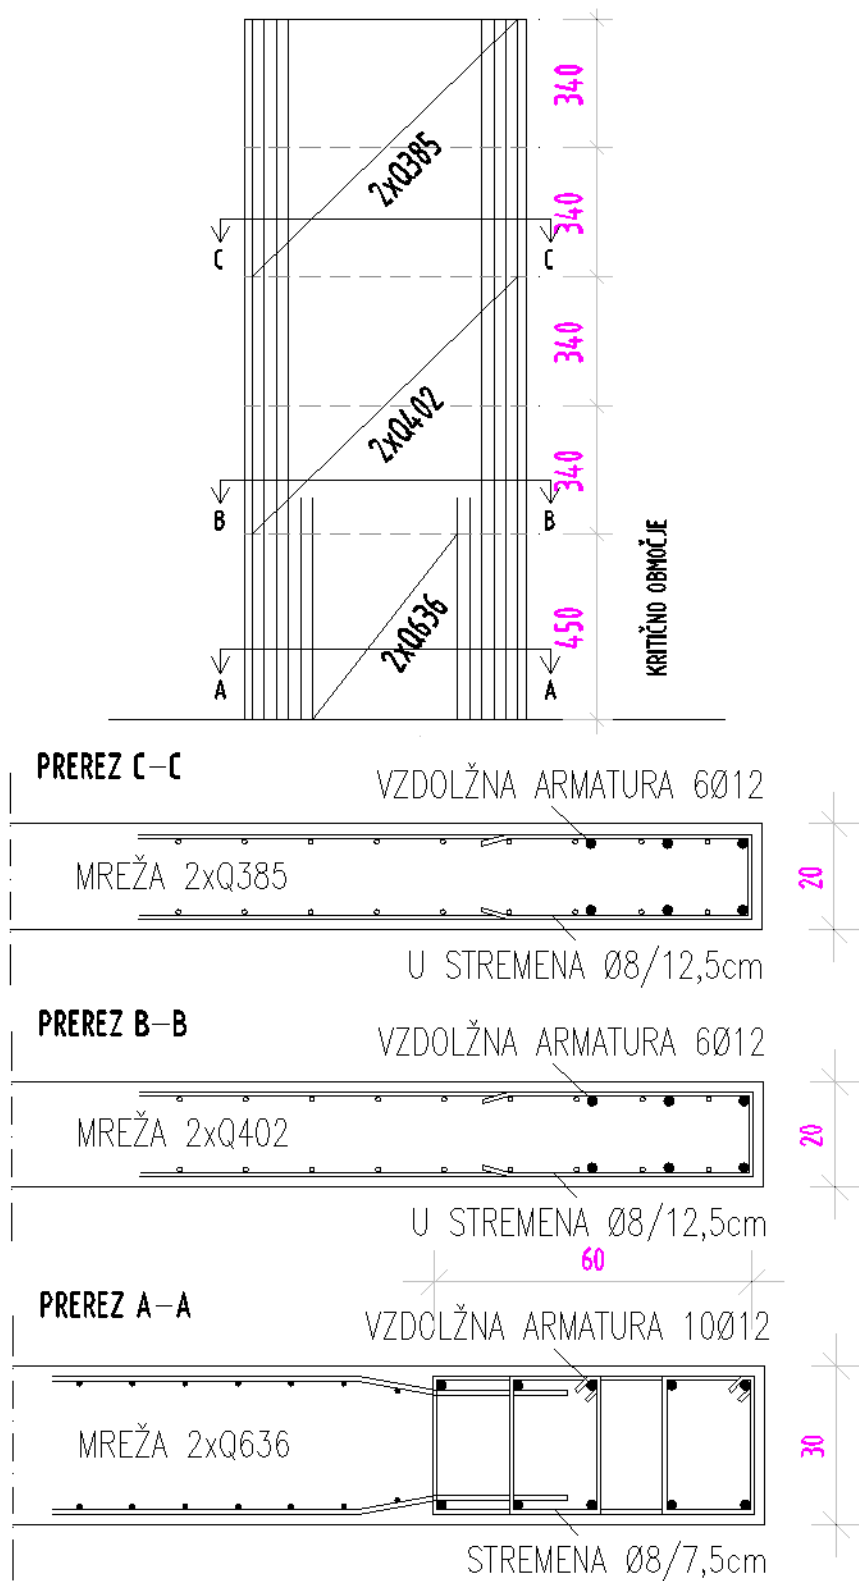 340
2xQ385
340
C C
340
2xQ402
340
B B
KRITIČNO OBMOČJE
450
2xQ636
A A
PREREZ C-C
VZDOLŽNA ARMATURA 6Ø12
MREŽA 2xQ385
20
U STREMENA Ø8/12,5cm
PREREZ B-B
VZDOLŽNA ARMATURA 6Ø12
MREŽA 2xQ402
20
U STREMENA Ø8/12,5cm
60
PREREZ A-A
VZDOLŽNA ARMATURA 10Ø12
MREŽA 2xQ636
30
STREMENA Ø8/7,5cm